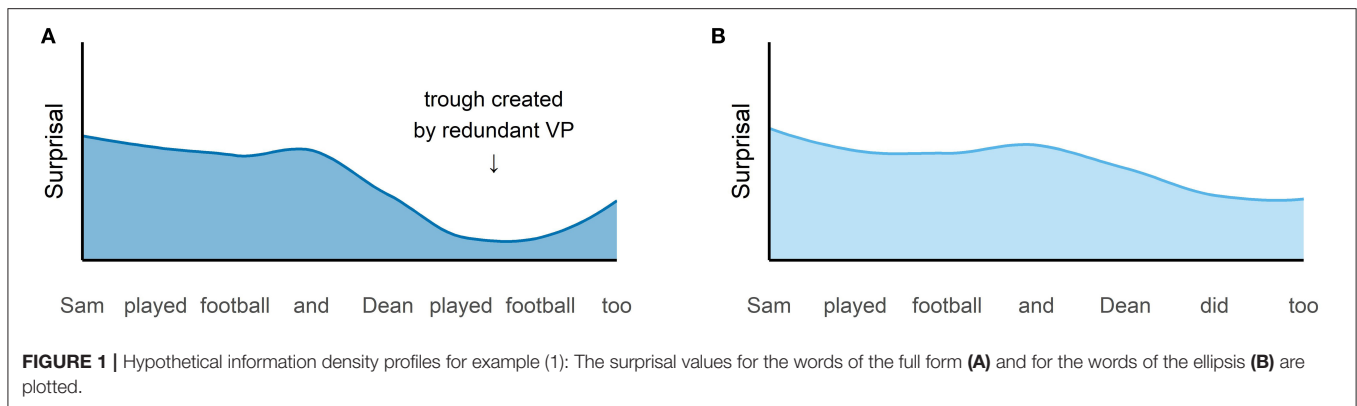 A
Surprisal
trough created
by redundant VP
↓
Sam played football and Dean played football too
B
Surprisal
Sam played football and Dean did too
FIGURE 1 | Hypothetical information density profiles for example (1): The surprisal values for the words of the full form (A) and for the words of the ellipsis (B) are
plotted.